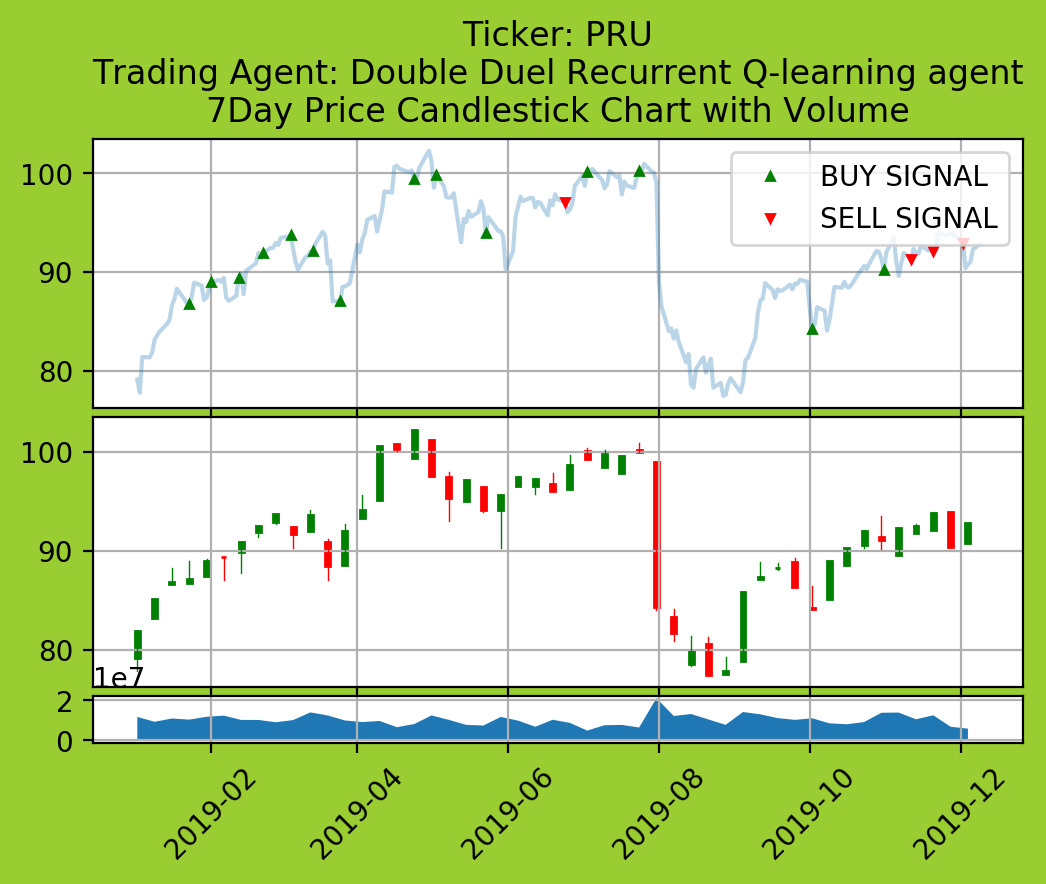 Ticker: PRU
Trading Agent: Double Duel Recurrent Q-learning agent
7Day Price Candlestick Chart with Volume
100
90
80
BUY SIGNAL
SELL SIGNAL
100
90
80
1e7
2
0
2019-02
2019-04
2019-06
2019-08
2019-10
2019-12